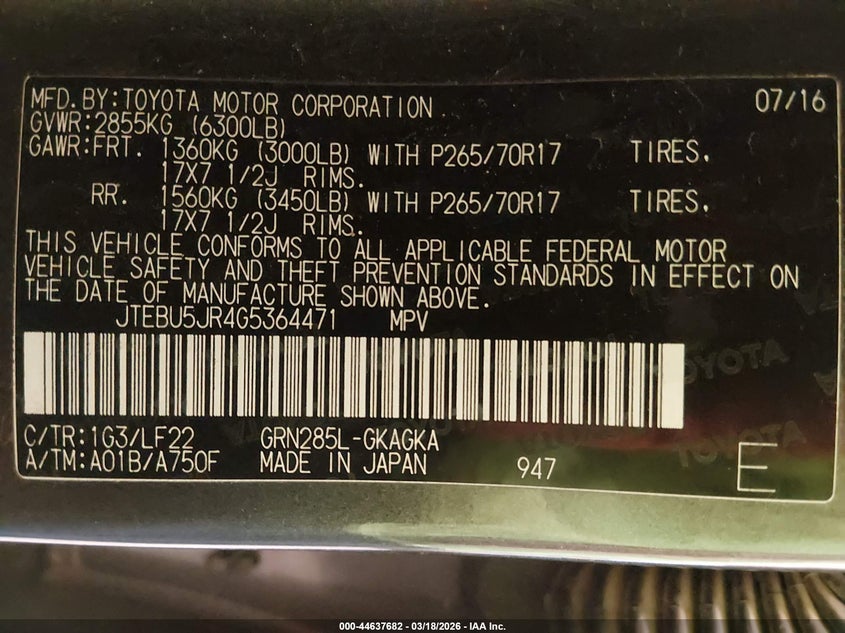 MFD.BY:TOYOTA MOTOR CORPORATION 07/16
GVWR:2855KG (6300LB)
GAWR:FRT. 1360KG (3000LB) WITH P265/70R17 TIRES.
17X7 1/2J RIMS.
RR. 1560KG (3450LB) WITH P265/70R17 TIRES.
17X7 1/2J RIMS.
THIS VEHICLE CONFORMS TO ALL APPLICABLE FEDERAL MOTOR
VEHICLE SAFETY AND THEFT PREVENTION STANDARDS IN EFFECT ON
THE DATE OF MANUFACTURE SHOWN ABOVE.
JTEBU5JR4G5364471 MPV
TOYOTA
TOYOTA
C/TR:1G3/LF22 GRN285L-GKAGKA
A/TM:A01B/A750F MADE IN JAPAN 947 E
000-44637682 - 03/18/2026 - IAA Inc.